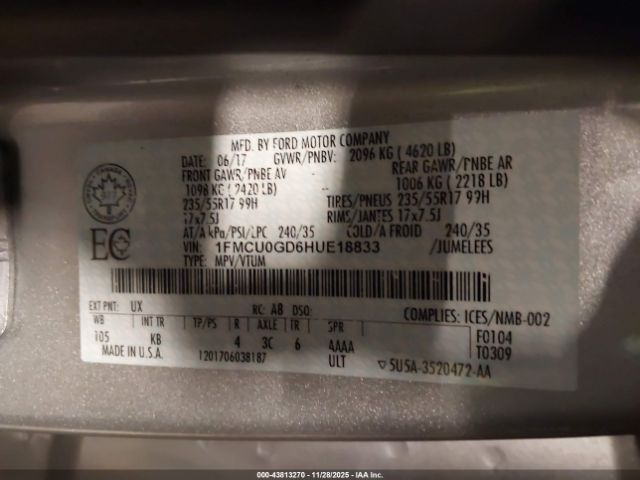 MFD. BY FORD MOTOR COMPANY
DATE: 06/17 GVWR/PNBV: 2096 KG ( 4620 LB)
FRONT GAWR/PNBE AV REAR GAWR/PNBE AR
1098 KG ( 2420 LB) 1006 KG ( 2218 LB)
235/55R17 99H TIRES/PNEUS 235/55R17 99H
17x7.5J RIMS/JANTES 17x7.5J
AT/A kPa/PSI/LPC 240/35 COLD/A FROID 240/35
VIN: 1FMCU0GD6HUE18833 /JUMELEES
TYPE: MPV/VTUM
EC
EXT PNT: UX RC: A8 DSO: COMPLIES: ICES/NMB-002
WB INT TR TP/PS R AXLE TR SPR F0104
105 KB 4 3C 6 AAAA T0309
MADE IN U.S.A. 1201706038187 ULT 5U5A-3520472-AA
000-43813270 - 11/28/2025 - IAA Inc.